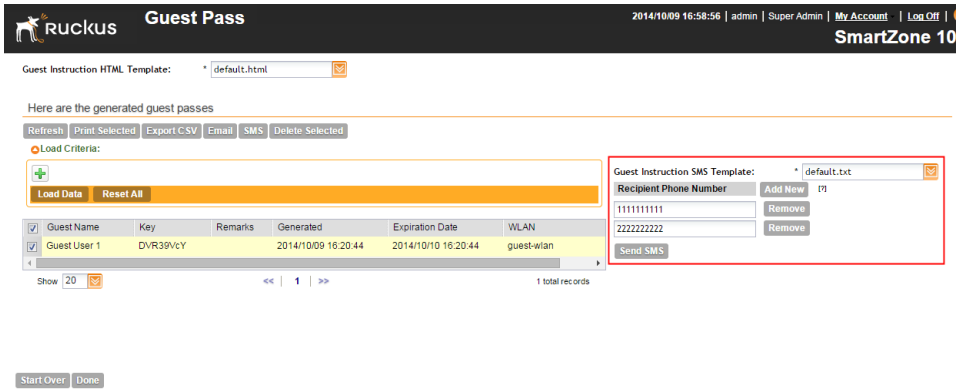 Ruckus
Guest Pass
2014/10/09 16:58:56 | admin | Super Admin | My Account | Log Off |
SmartZone 10
Guest Instruction HTML Template: * default.html
Here are the generated guest passes
Refresh Print Selected Export CSV Email SMS Delete Selected
Load Criteria:
Load Data Reset All
Guest Name Key Remarks Generated Expiration Date WLAN
Guest User 1 DVR39VcY 2014/10/09 16:20:44 2014/10/10 16:20:44 guest-wlan
Show 20 << | 1 | >> 1 total records
Guest Instruction SMS Template: * default.txt
Recipient Phone Number Add New [?]
1111111111 Remove
2222222222 Remove
Send SMS
Start Over Done